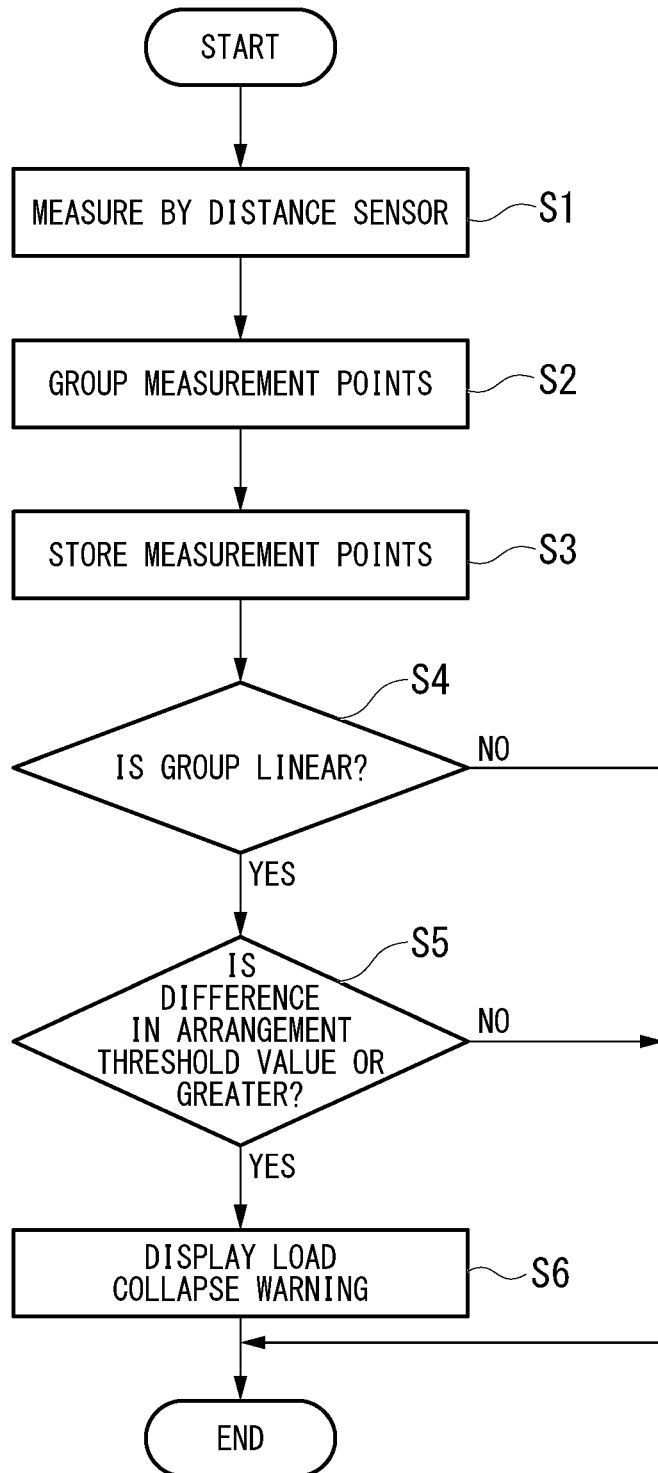 START
MEASURE BY DISTANCE SENSOR
S1
GROUP MEASUREMENT POINTS
S2
STORE MEASUREMENT POINTS
S3
S4
IS GROUP LINEAR?
NO
YES
S5
IS
DIFFERENCE
IN ARRANGEMENT
THRESHOLD VALUE OR
GREATER?
NO
YES
DISPLAY LOAD
COLLAPSE WARNING
S6
END